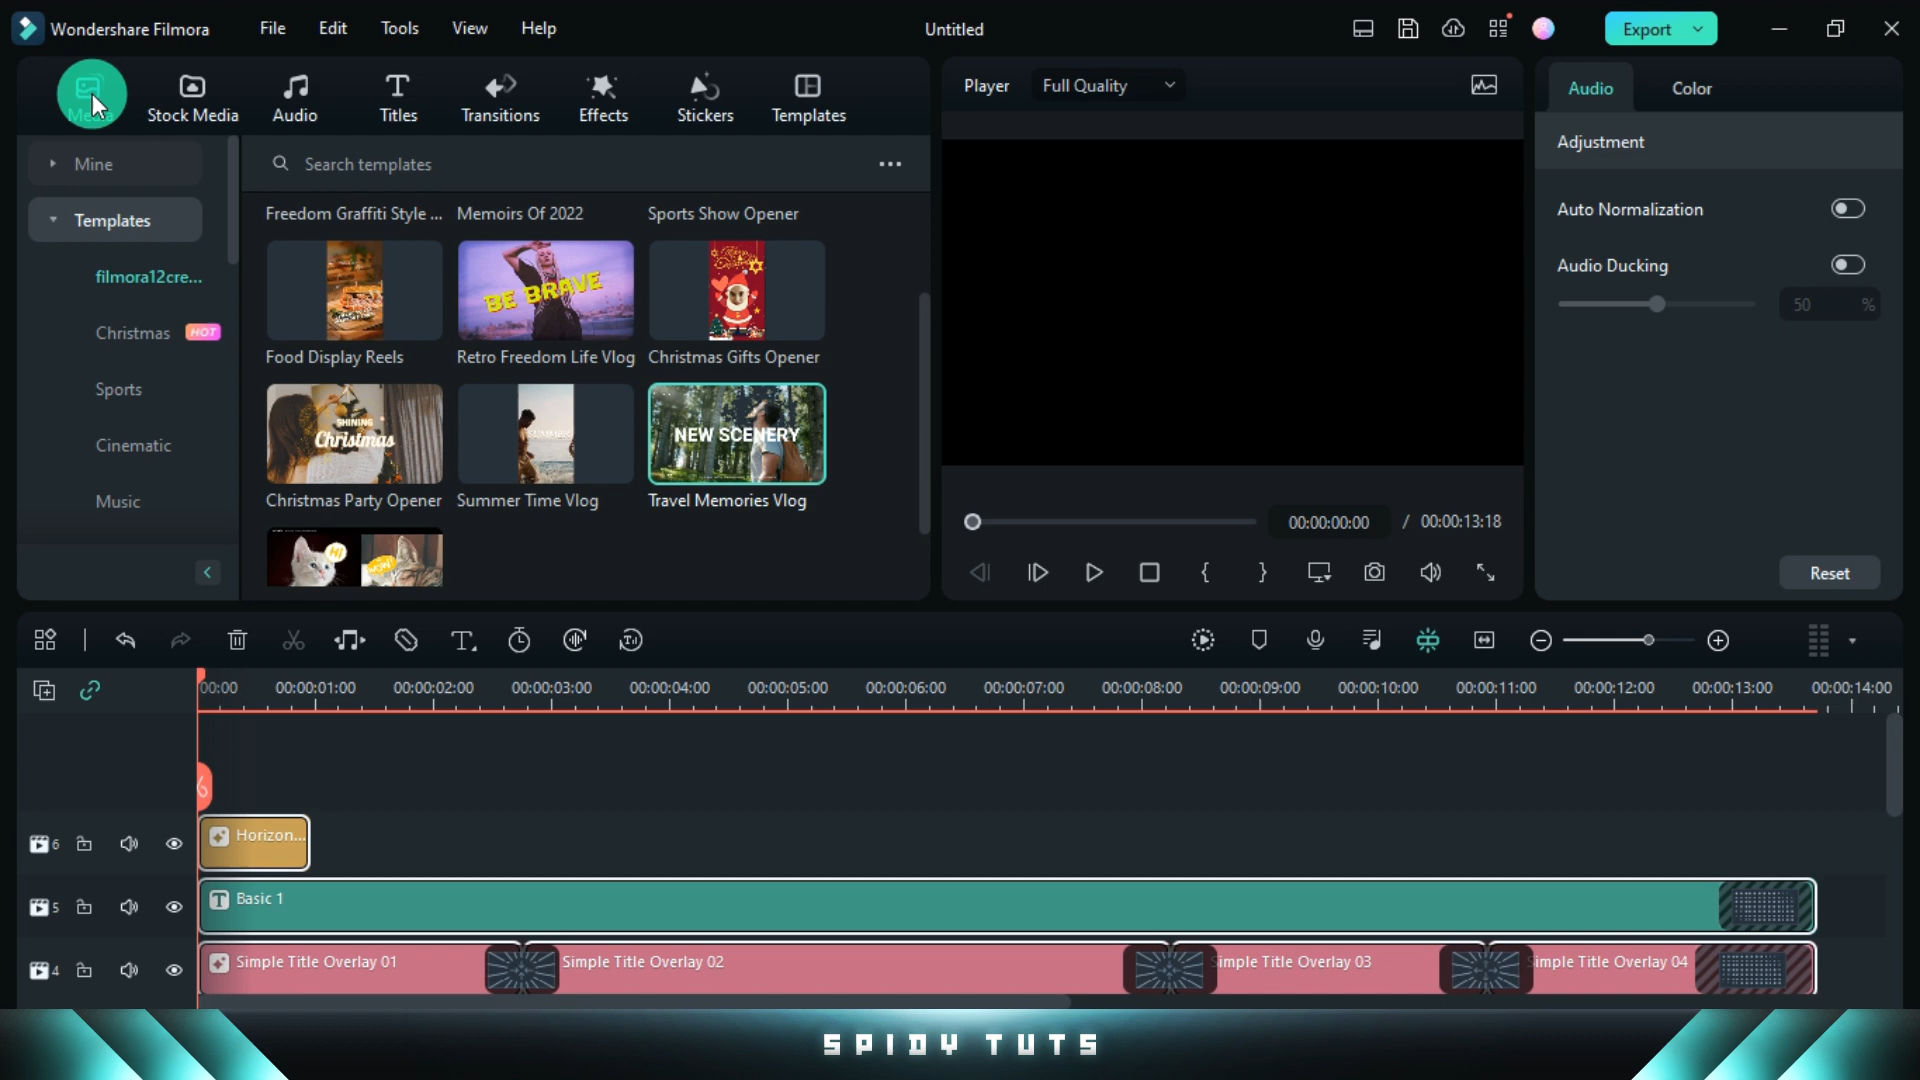 Wondershare Filmora
File
Edit
Tools
View
Help
Untitled
Export
Media
Stock Media
Audio
Titles
Transitions
Effects
Stickers
Templates
Player
Full Quality
Audio
Color
Mine
Search templates
Adjustment
Templates
Freedom Graffiti Style ...
Memoirs Of 2022
Sports Show Opener
Auto Normalization
filmora12cre...
BE BRAVE
Audio Ducking
50 %
Christmas HOT
Food Display Reels
Retro Freedom Life Vlog
Christmas Gifts Opener
Sports
SHINING
Christmas
SUMMER
NEW SCENERY
Cinematic
Christmas Party Opener
Summer Time Vlog
Travel Memories Vlog
Music
00:00:00:00 / 00:00:13:18
HI
Reset
00:00
00:00:01:00
00:00:02:00
00:00:03:00
00:00:04:00
00:00:05:00
00:00:06:00
00:00:07:00
00:00:08:00
00:00:09:00
00:00:10:00
00:00:11:00
00:00:12:00
00:00:13:00
00:00:14:00
6
Horizon...
5
Basic 1
4
Simple Title Overlay 01
Simple Title Overlay 02
Simple Title Overlay 03
Simple Title Overlay 04
SPIDY TUTS